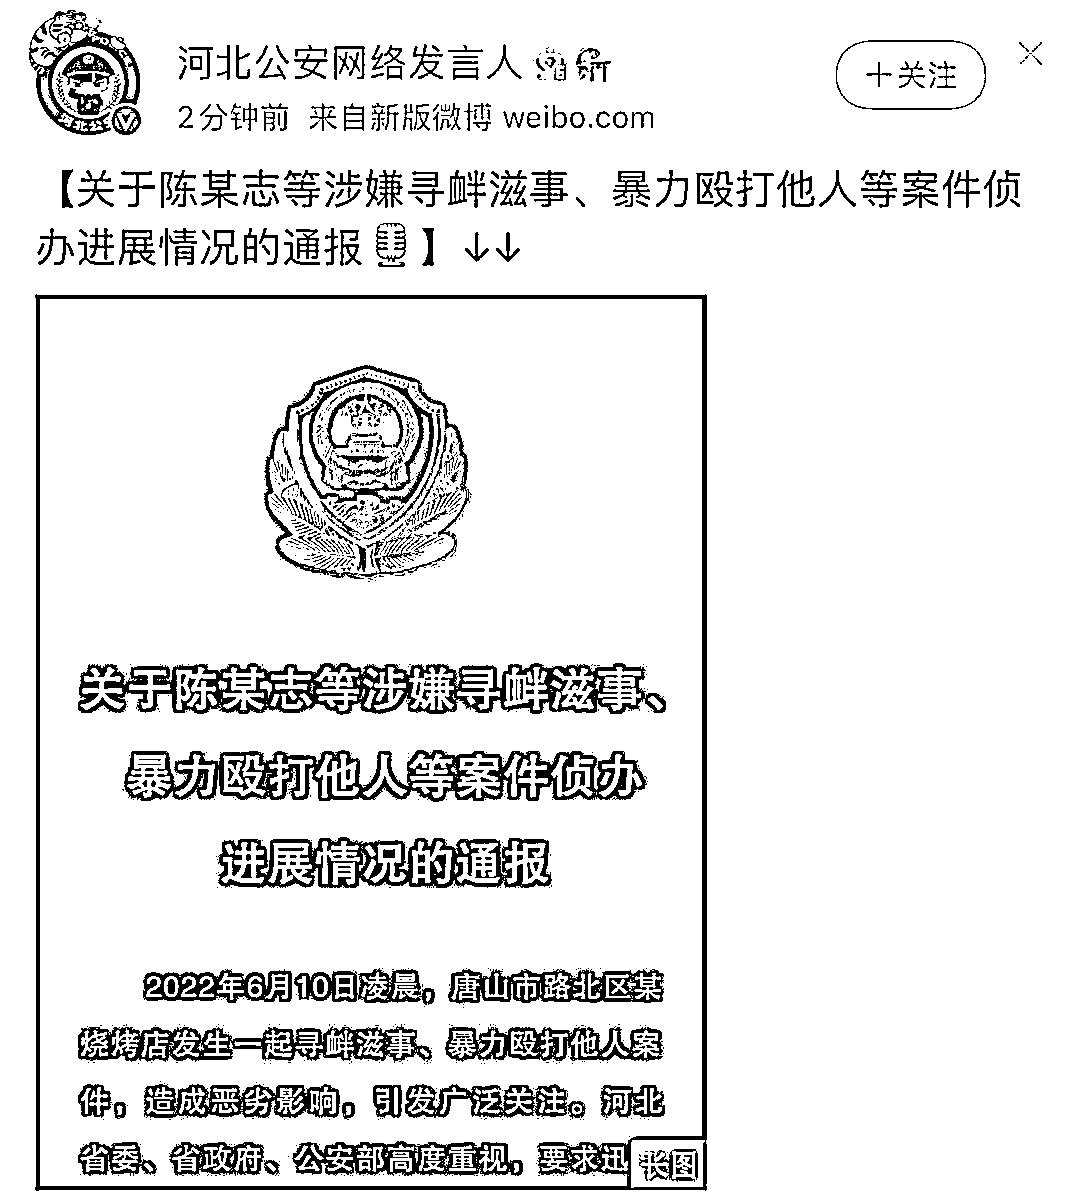 河北公安网络发言人
+关注
2分钟前 来自新版微博 weibo.com
【关于陈某志等涉嫌寻衅滋事、暴力殴打他人等案件侦
办进展情况的通报🎙】↓↓
关于陈某志等涉嫌寻衅滋事、
暴力殴打他人等案件侦办
进展情况的通报
2022年6月10日凌晨，唐山市路北区某
烧烤店发生一起寻衅滋事、暴力殴打他人案
件，造成恶劣影响，引发广泛关注。河北
省委、省政府、公安部高度重视，要求迅
长图